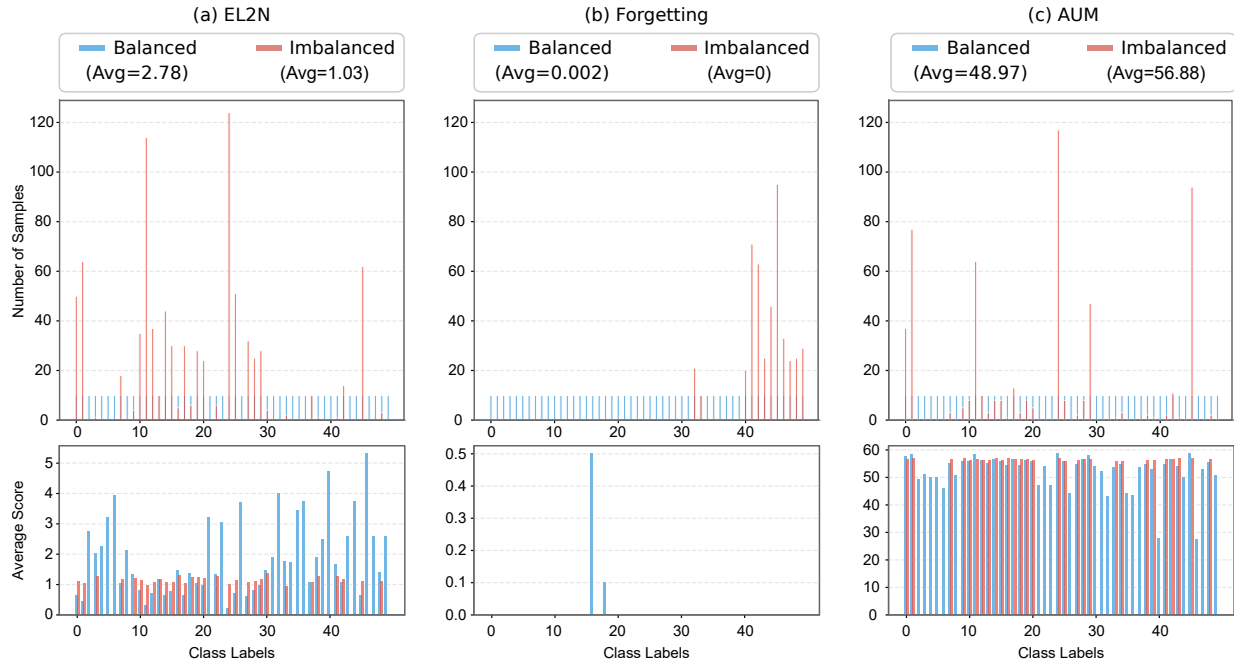 (a) EL2N
Balanced
Imbalanced
(Avg=2.78)
(Avg=1.03)
Number of Samples
120
100
80
60
40
20
0
0 10 20 30 40
Average Score
5
4
3
2
1
0
0 10 20 30 40
Class Labels
(b) Forgetting
Balanced
Imbalanced
(Avg=0.002)
(Avg=0)
120
100
80
60
40
20
0
0 10 20 30 40
0.5
0.4
0.3
0.2
0.1
0.0
0 10 20 30 40
Class Labels
(c) AUM
Balanced
Imbalanced
(Avg=48.97)
(Avg=56.88)
120
100
80
60
40
20
0
0 10 20 30 40
60
50
40
30
20
10
0
0 10 20 30 40
Class Labels